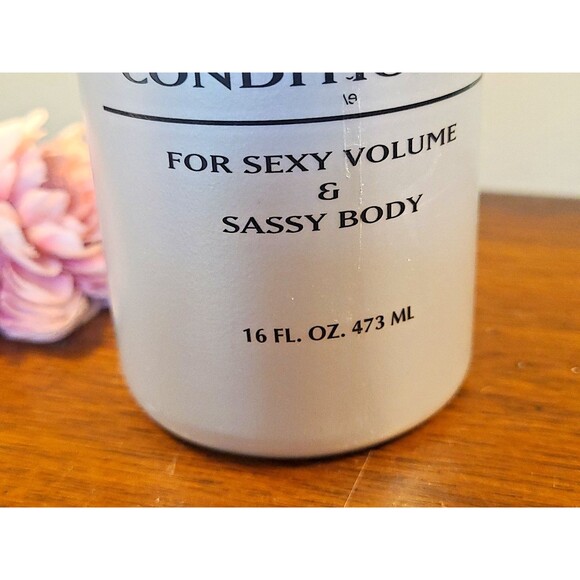 FOR SEXY VOLUME
&
SASSY BODY
16 FL. OZ. 473 ML